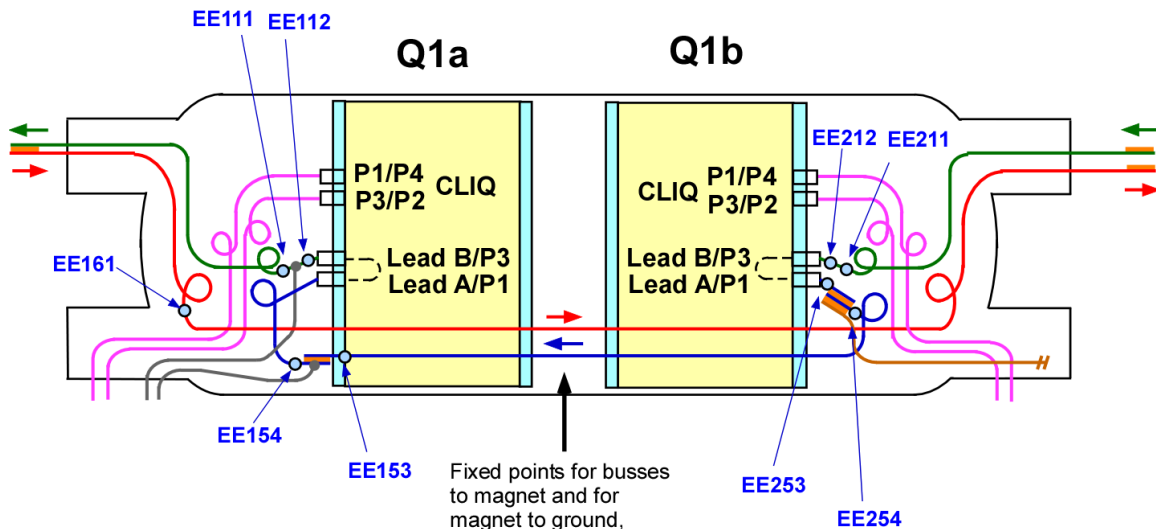 EE111
EE112
Q1a
Q1b
EE212
EE211
P1/P4
P3/P2
CLIQ
CLIQ
P1/P4
P3/P2
Lead B/P3
Lead A/P1
Lead B/P3
Lead A/P1
EE161
EE154
EE153
EE253
EE254
Fixed points for busses
to magnet and for
magnet to ground,